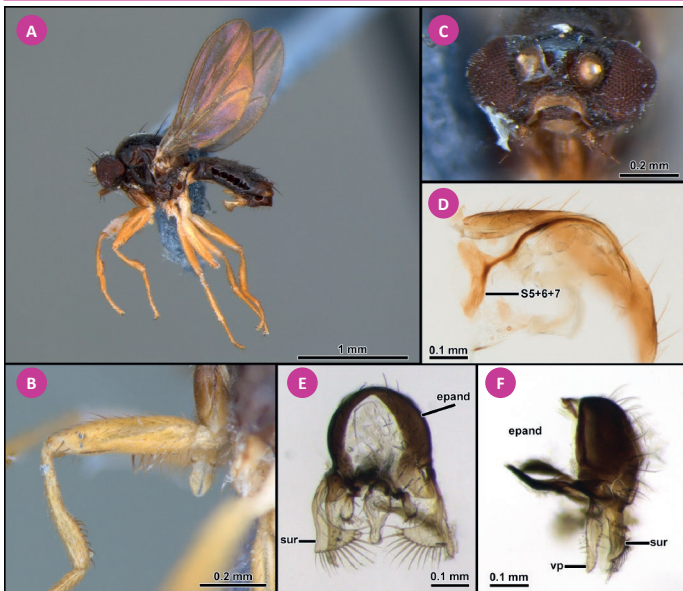 A
1 mm
B
0.2 mm
C
0.2 mm
D
S5+6+7
0.1 mm
E
epand
sur
0.1 mm
F
epand
sur
vp
0.1 mm